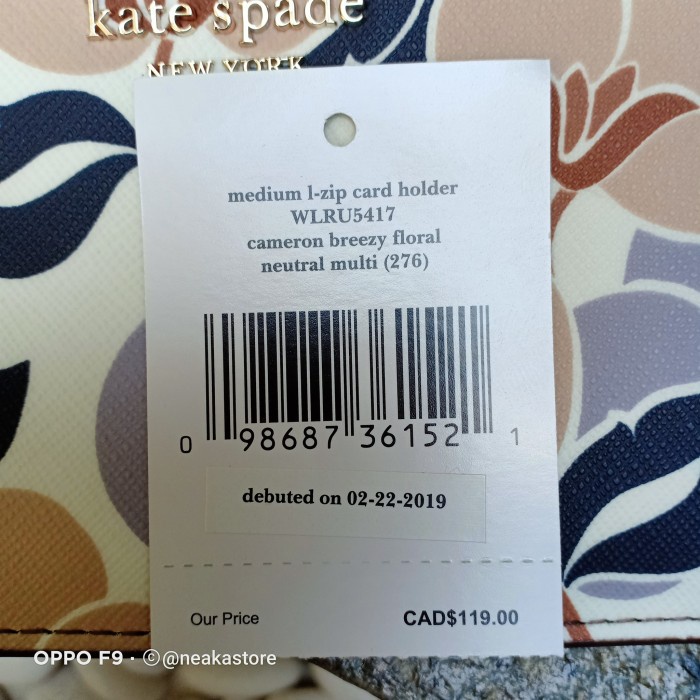 kate spade
NEW YORK
medium l-zip card holder
WLRU5417
cameron breezy floral
neutral multi (276)
0 98687 36152 1
debuted on 02-22-2019
Our Price CAD$119.00
OPPO F9 · ©@neakastore